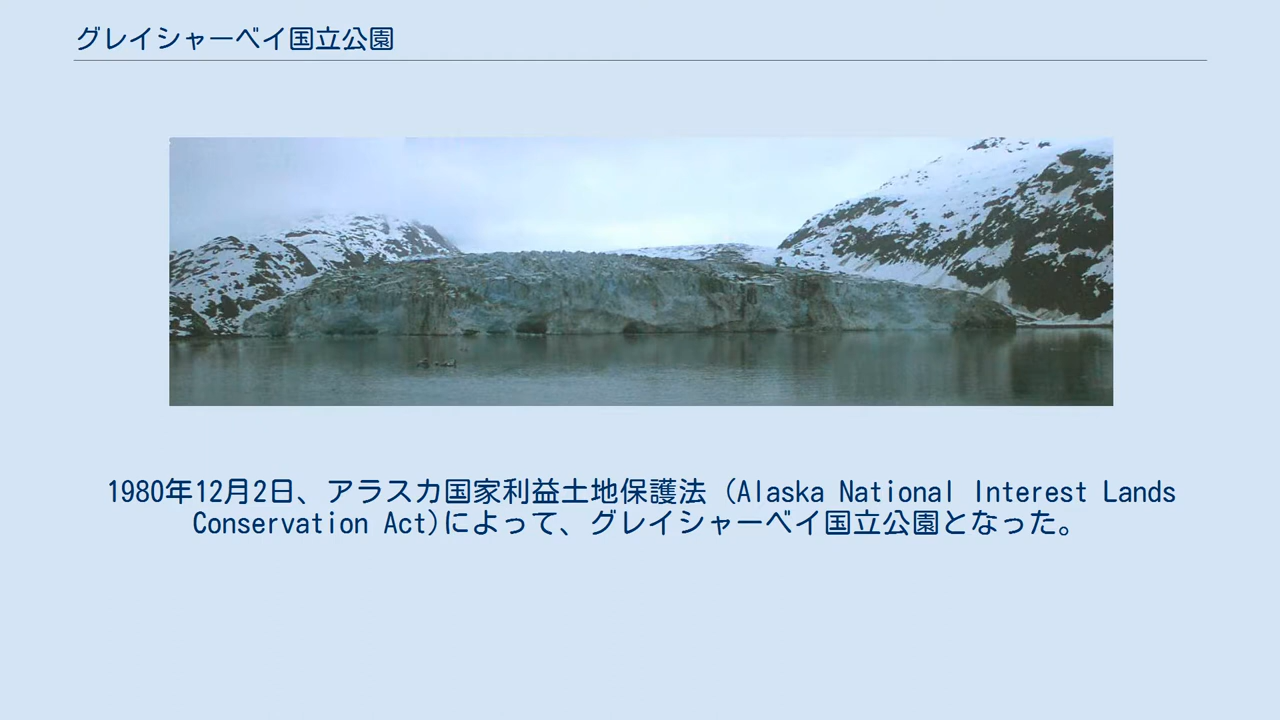 グレイシャーベイ国立公園
1980年12月2日、アラスカ国家利益土地保護法 (Alaska National Interest Lands
Conservation Act)によって、グレイシャーベイ国立公園となった。